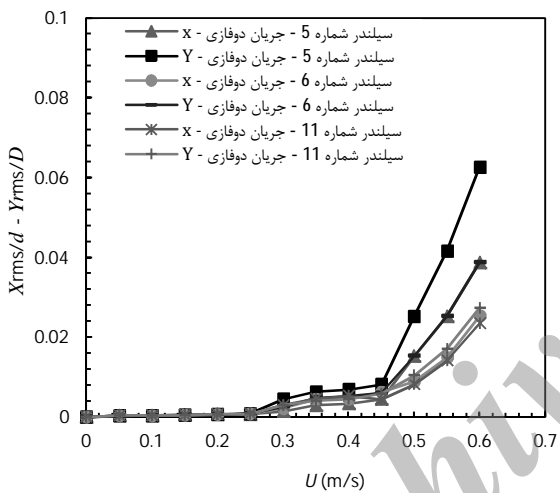 0.1
0.08
0.06
0.04
0.02
0
Xrms/d - Yrms/D
x - سیلندر شماره 5 - جریان دوفازی
Y - سیلندر شماره 5 - جریان دوفازی
x - سیلندر شماره 6 - جریان دوفازی
Y - سیلندر شماره 6 - جریان دوفازی
x - سیلندر شماره 11 - جریان دوفازی
Y - سیلندر شماره 11 - جریان دوفازی
0 0.1 0.2 0.3 0.4 0.5 0.6 0.7
U (m/s)
hiv